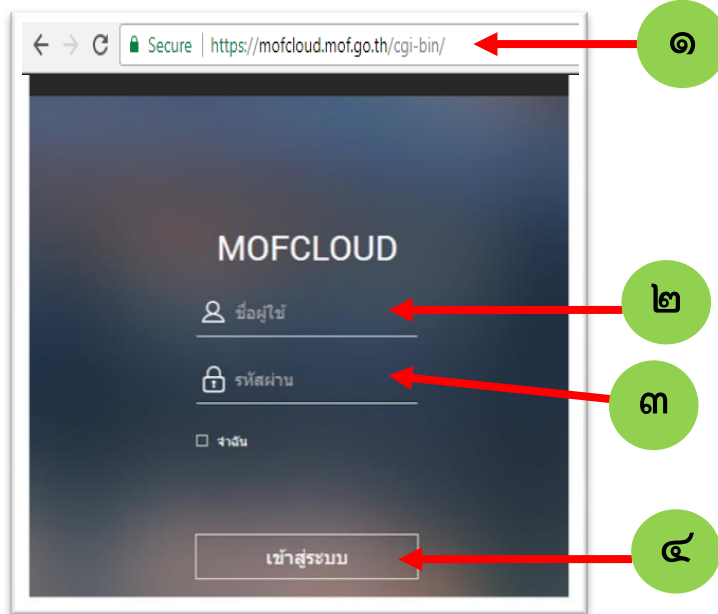 Secure https://mofcloud.mof.go.th/cgi-bin/ ๑
MOFCLOUD
ชื่อผู้ใช้ ๒
รหัสผ่าน ๓
จำฉัน
เข้าสู่ระบบ ๔